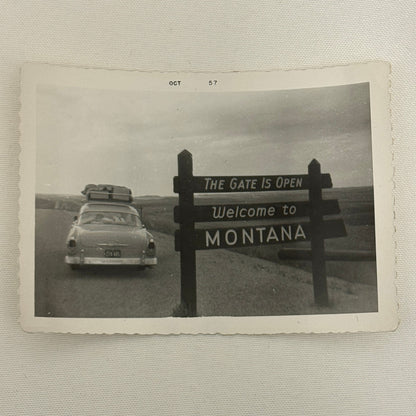 OCT 57
THE GATE IS OPEN
Welcome to
MONTANA